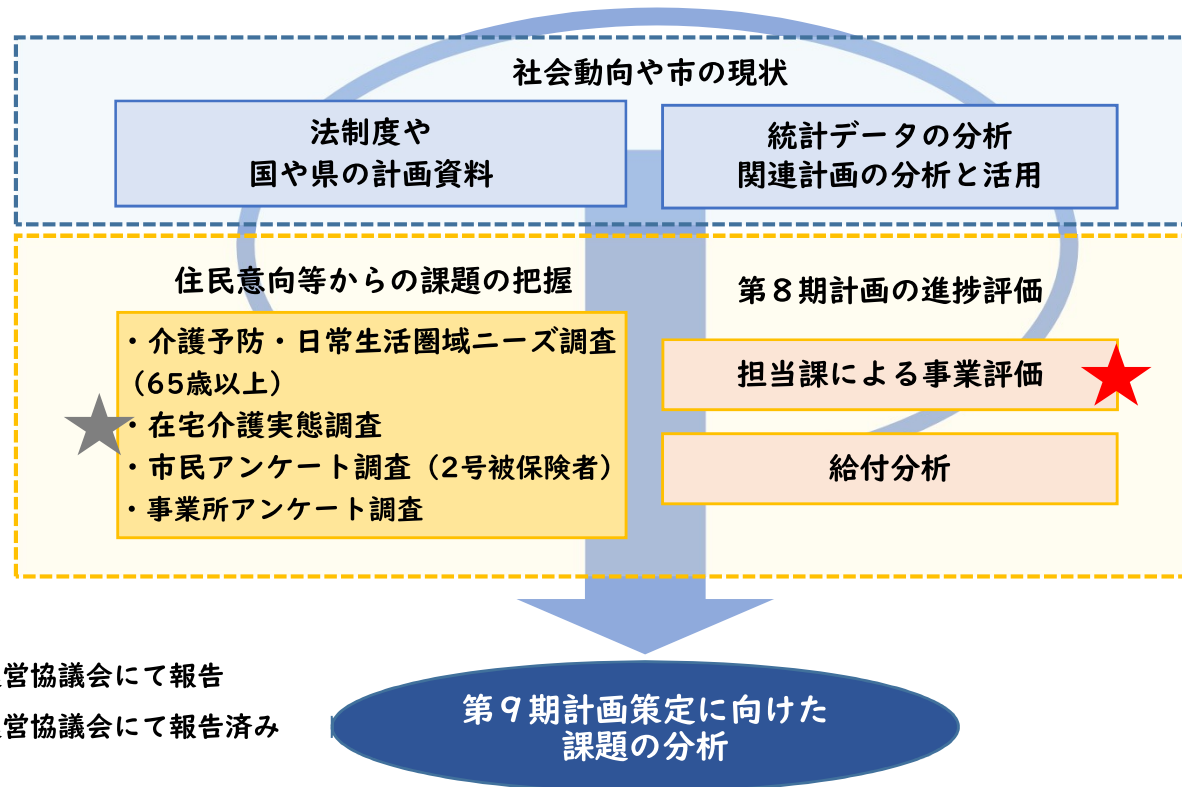 社会動向や市の現状
法制度や
国や県の計画資料
統計データの分析
関連計画の分析と活用
住民意向等からの課題の把握
・介護予防・日常生活圏域ニーズ調査
(65歳以上)
・在宅介護実態調査
・市民アンケート調査（2号被保険者）
・事業所アンケート調査
第８期計画の進捗評価
担当課による事業評価
給付分析
営協議会にて報告
営協議会にて報告済み
第９期計画策定に向けた
課題の分析